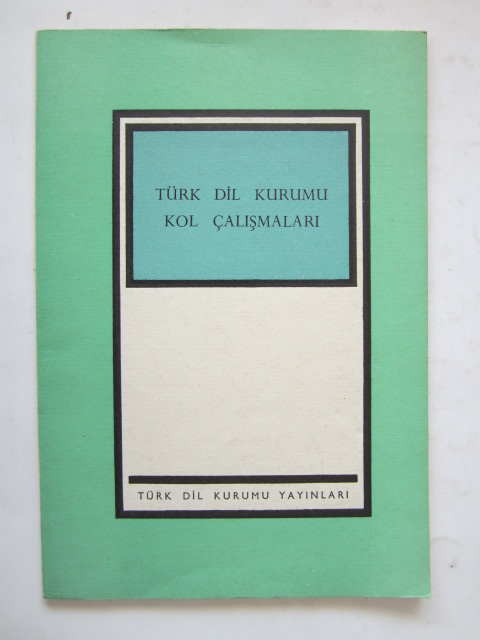 TÜRK DİL KURUMU
KOL ÇALIŞMALARI
TÜRK DİL KURUMU YAYINLARI